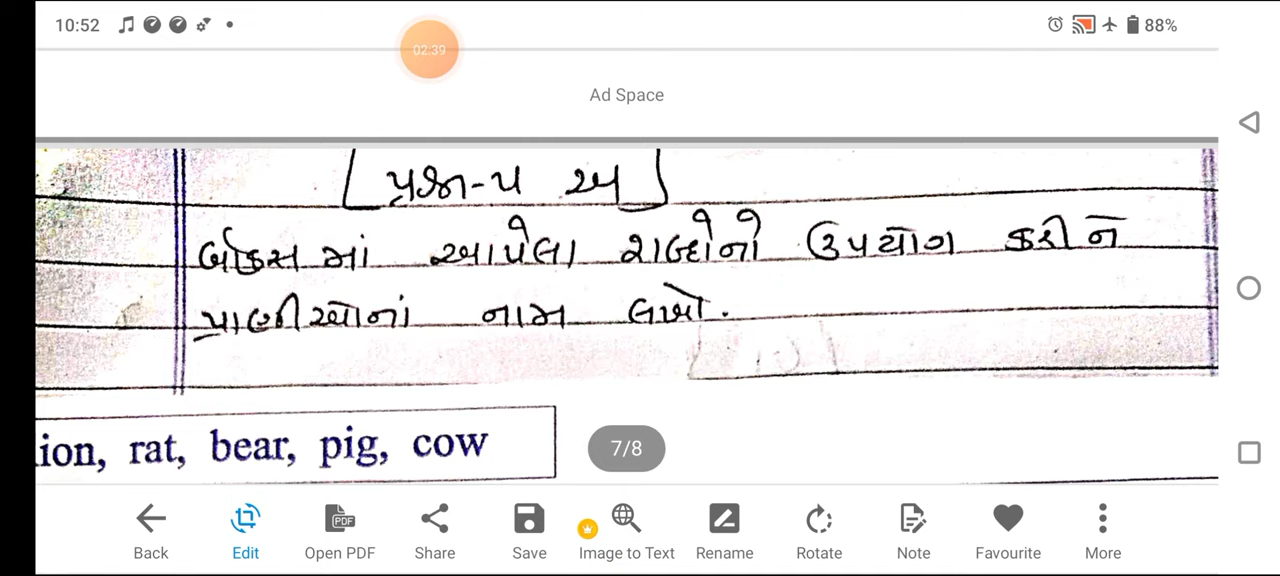 10:52
88%
02:39
Ad Space
[પ્રશ્ન-૫ અ]
બોક્સ માં આપેલા શબ્દોનો ઉપયોગ કરીને
પ્રાણીઓનાં નામ લખો.
ion, rat, bear, pig, cow
7/8
Back Edit Open PDF Share Save Image to Text Rename Rotate Note Favourite More